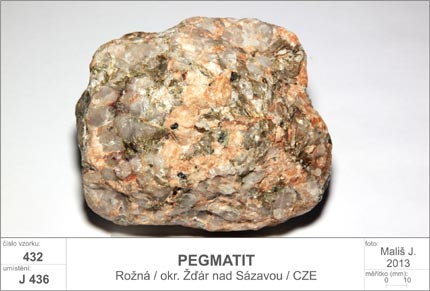 číslo vzorku:
432
umístění:
J 436
PEGMATIT
Rožná / okr. Žďár nad Sázavou / CZE
foto:
Mališ J.
2013
měřítko (mm):
0 10